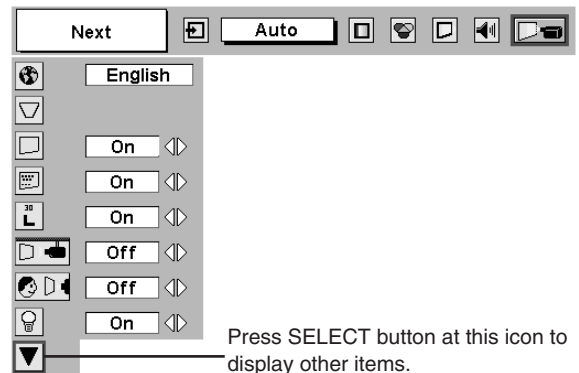 Next
Auto
English
On
On
30
L
On
Off
Off
On
Press SELECT button at this icon to
display other items.